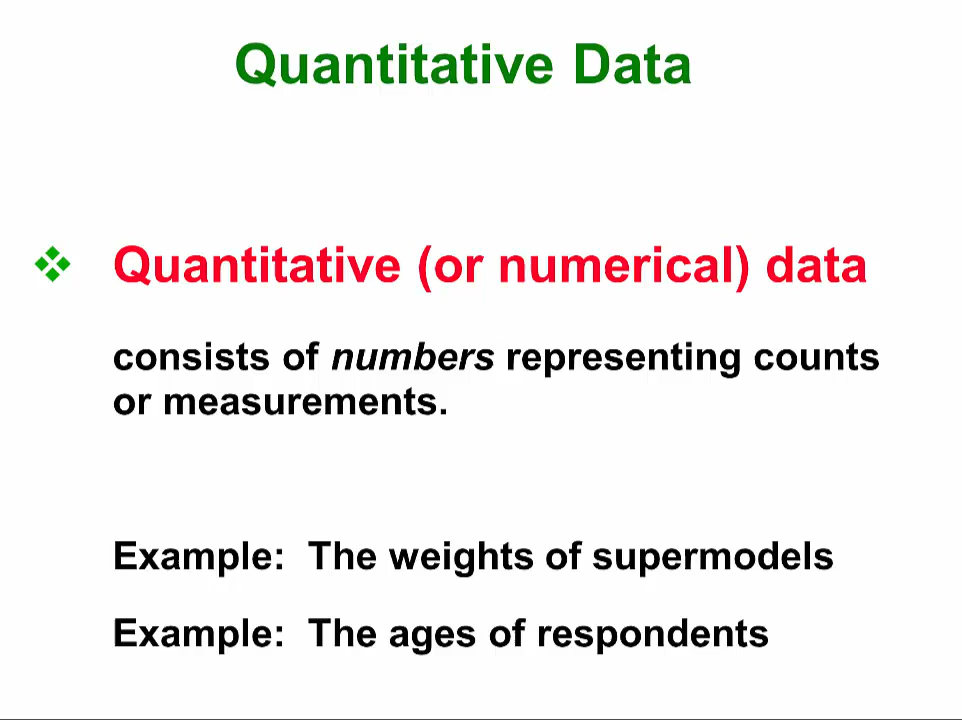 Quantitative Data
Quantitative (or numerical) data
consists of numbers representing counts
or measurements.
Example: The weights of supermodels
Example: The ages of respondents